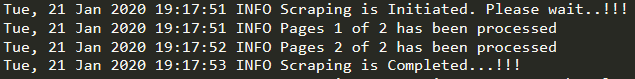 Tue, 21 Jan 2020 19:17:51 INFO Scraping is Initiated. Please wait..!!!
Tue, 21 Jan 2020 19:17:51 INFO Pages 1 of 2 has been processed
Tue, 21 Jan 2020 19:17:52 INFO Pages 2 of 2 has been processed
Tue, 21 Jan 2020 19:17:53 INFO Scraping is Completed...!!!